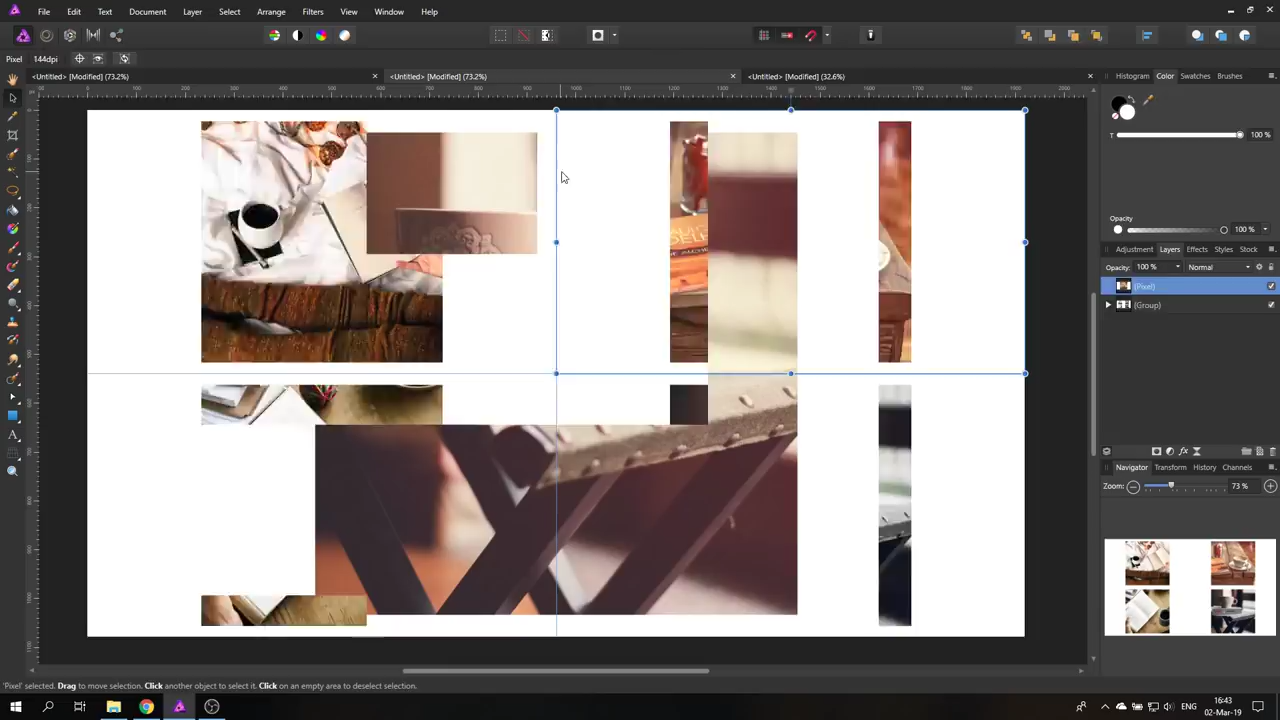 File Edit Text Document Layer Select Arrange Filters View Window Help
Pixel 144dpi
<Untitled> [Modified] (73.2%) <Untitled> [Modified] (73.2%) <Untitled> [Modified] (32.6%)
Histogram Color Swatches Brushes
T 100 %
Opacity
100 %
Adjustment Layers Effects Styles Stock
Opacity: 100 % Normal
(Pixel)
(Group)
Navigator Transform History Channels
Zoom: 73 %
'Pixel' selected. Drag to move selection. Click another object to select it. Click on an empty area to deselect selection.
ENG
16:43
02-Mar-19